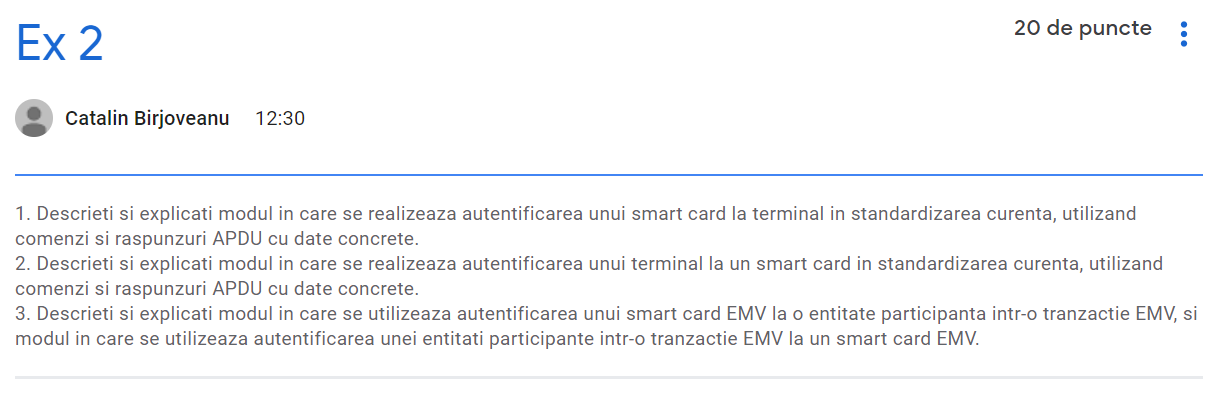 Ex 2
20 de puncte
Catalin Birjoveanu 12:30
1. Descrieti si explicati modul in care se realizeaza autentificarea unui smart card la terminal in standardizarea curenta, utilizand
comenzi si raspunzuri APDU cu date concrete.
2. Descrieti si explicati modul in care se realizeaza autentificarea unui terminal la un smart card in standardizarea curenta, utilizand
comenzi si raspunzuri APDU cu date concrete.
3. Descrieti si explicati modul in care se utilizeaza autentificarea unui smart card EMV la o entitate participanta intr-o tranzactie EMV, si
modul in care se utilizeaza autentificarea unei entitati participante intr-o tranzactie EMV la un smart card EMV.